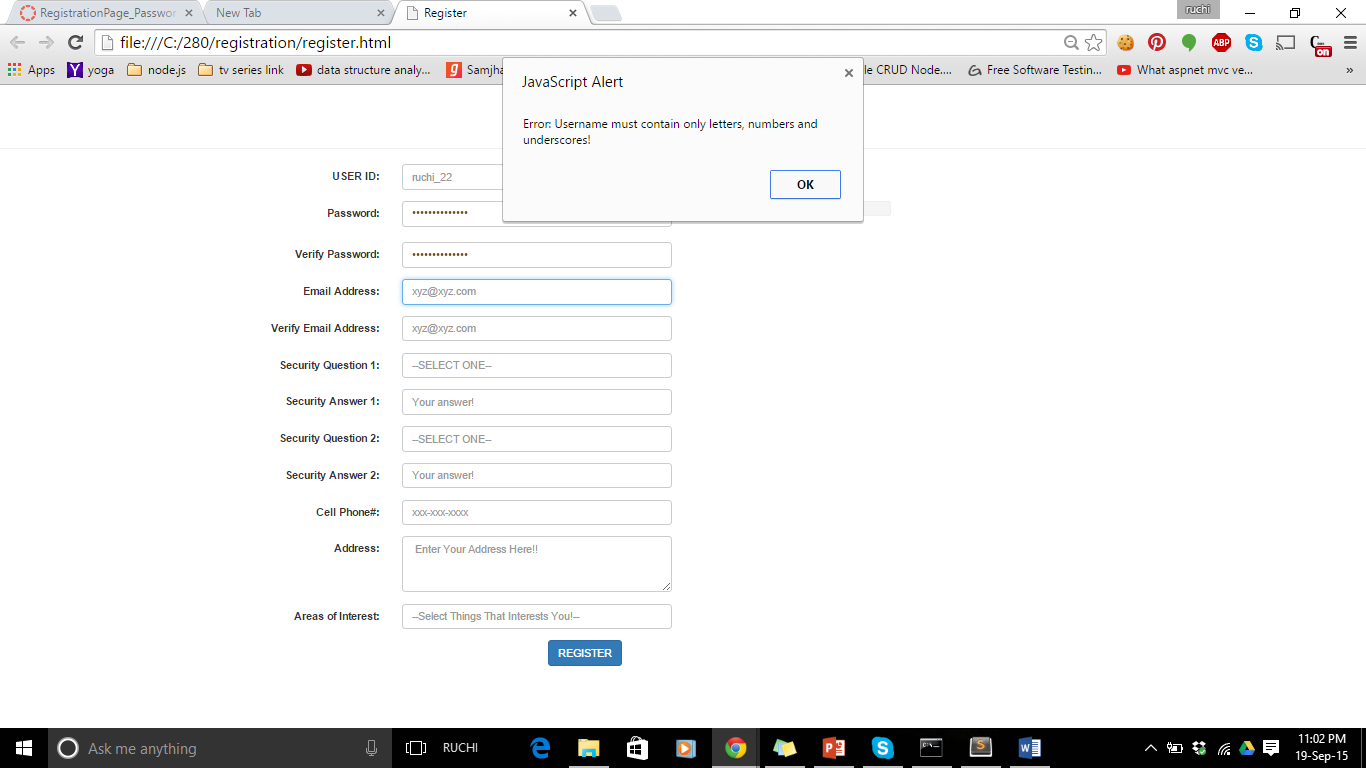 RegistrationPage_Passwor
New Tab
Register
ruchi
file:///C:/280/registration/register.html
ABP
on
Apps
yoga
node.js
tv series link
data structure analy...
Samjha
le CRUD Node....
Free Software Testin...
What aspnet mvc ve...
»
JavaScript Alert
Error: Username must contain only letters, numbers and
underscores!
OK
USER ID:
ruchi_22
Password:
••••••••••••••
Verify Password:
••••••••••••••
Email Address:
xyz@xyz.com
Verify Email Address:
xyz@xyz.com
Security Question 1:
--SELECT ONE--
Security Answer 1:
Your answer!
Security Question 2:
--SELECT ONE--
Security Answer 2:
Your answer!
Cell Phone#:
xxx-xxx-xxxx
Address:
Enter Your Address Here!!
Areas of Interest:
--Select Things That Interests You!--
REGISTER
Ask me anything
RUCHI
11:02 PM
19-Sep-15